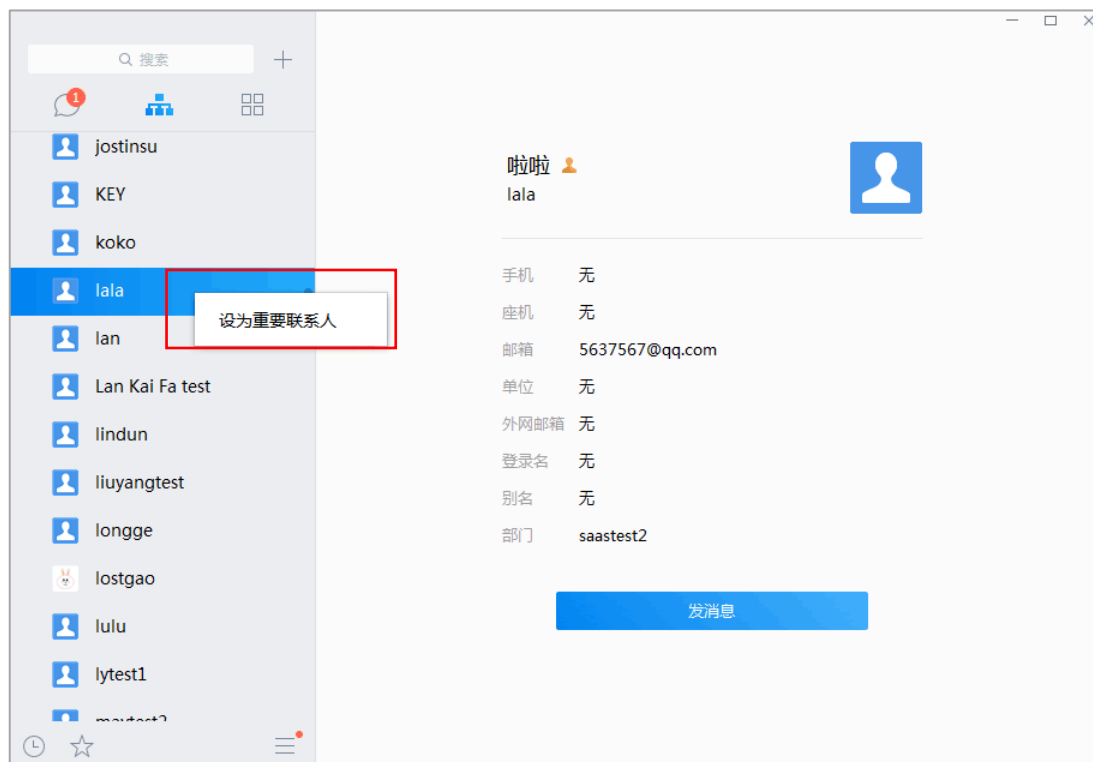 搜索
1
jostinsu
KEY
koko
lala
设为重要联系人
lan
Lan Kai Fa test
lindun
liuyangtest
longge
lostgao
lulu
lytest1
啦啦
lala
手机 无
座机 无
邮箱 5637567@qq.com
单位 无
外网邮箱 无
登录名 无
别名 无
部门 saastest2
发消息